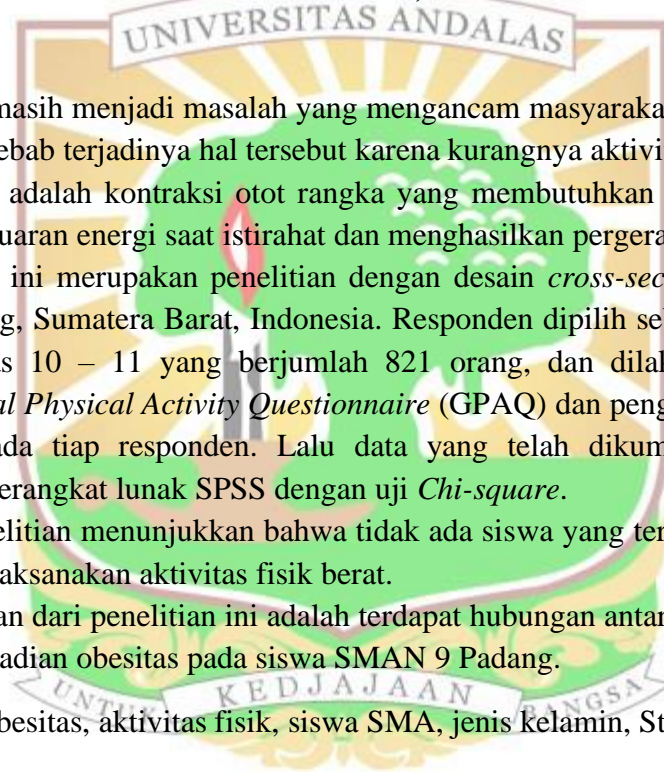 UNIVERSITAS ANDALAS
masih menjadi masalah yang mengancam masyaraka
ebab terjadinya hal tersebut karena kurangnya aktivi
adalah kontraksi otot rangka yang membutuhkan
uaran energi saat istirahat dan menghasilkan pergera
ini merupakan penelitian dengan desain cross-sec
g, Sumatera Barat, Indonesia. Responden dipilih se
as 10 – 11 yang berjumlah 821 orang, dan dila
al Physical Activity Questionnaire (GPAQ) dan peng
ada tiap responden. Lalu data yang telah dikum
erangkat lunak SPSS dengan uji Chi-square.
elitian menunjukkan bahwa tidak ada siswa yang ter
aksanakan aktivitas fisik berat.
an dari penelitian ini adalah terdapat hubungan antar
adian obesitas pada siswa SMAN 9 Padang.
UNTUK KEDJAJAAN BANGSA
besitas, aktivitas fisik, siswa SMA, jenis kelamin, St